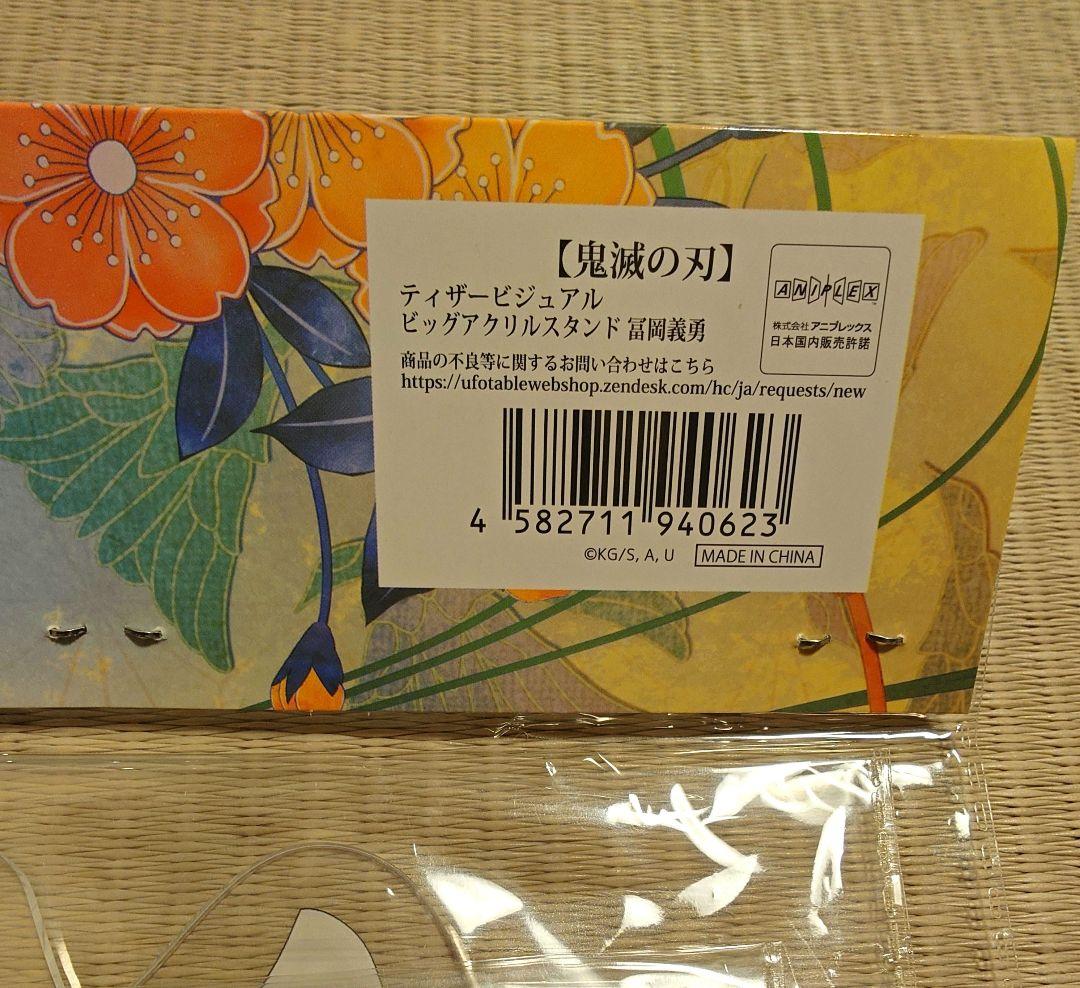 【鬼滅の刃】
ティザービジュアル
ビッグアクリルスタンド 冨岡義勇
商品の不良等に関するお問い合わせはこちら
https://ufotablewebshop.zendesk.com/hc/ja/requests/new
ANIPLEX
株式会社 アニプレックス
日本国内販売許諾
4 582711 940623
©KG/S, A, U MADE IN CHINA